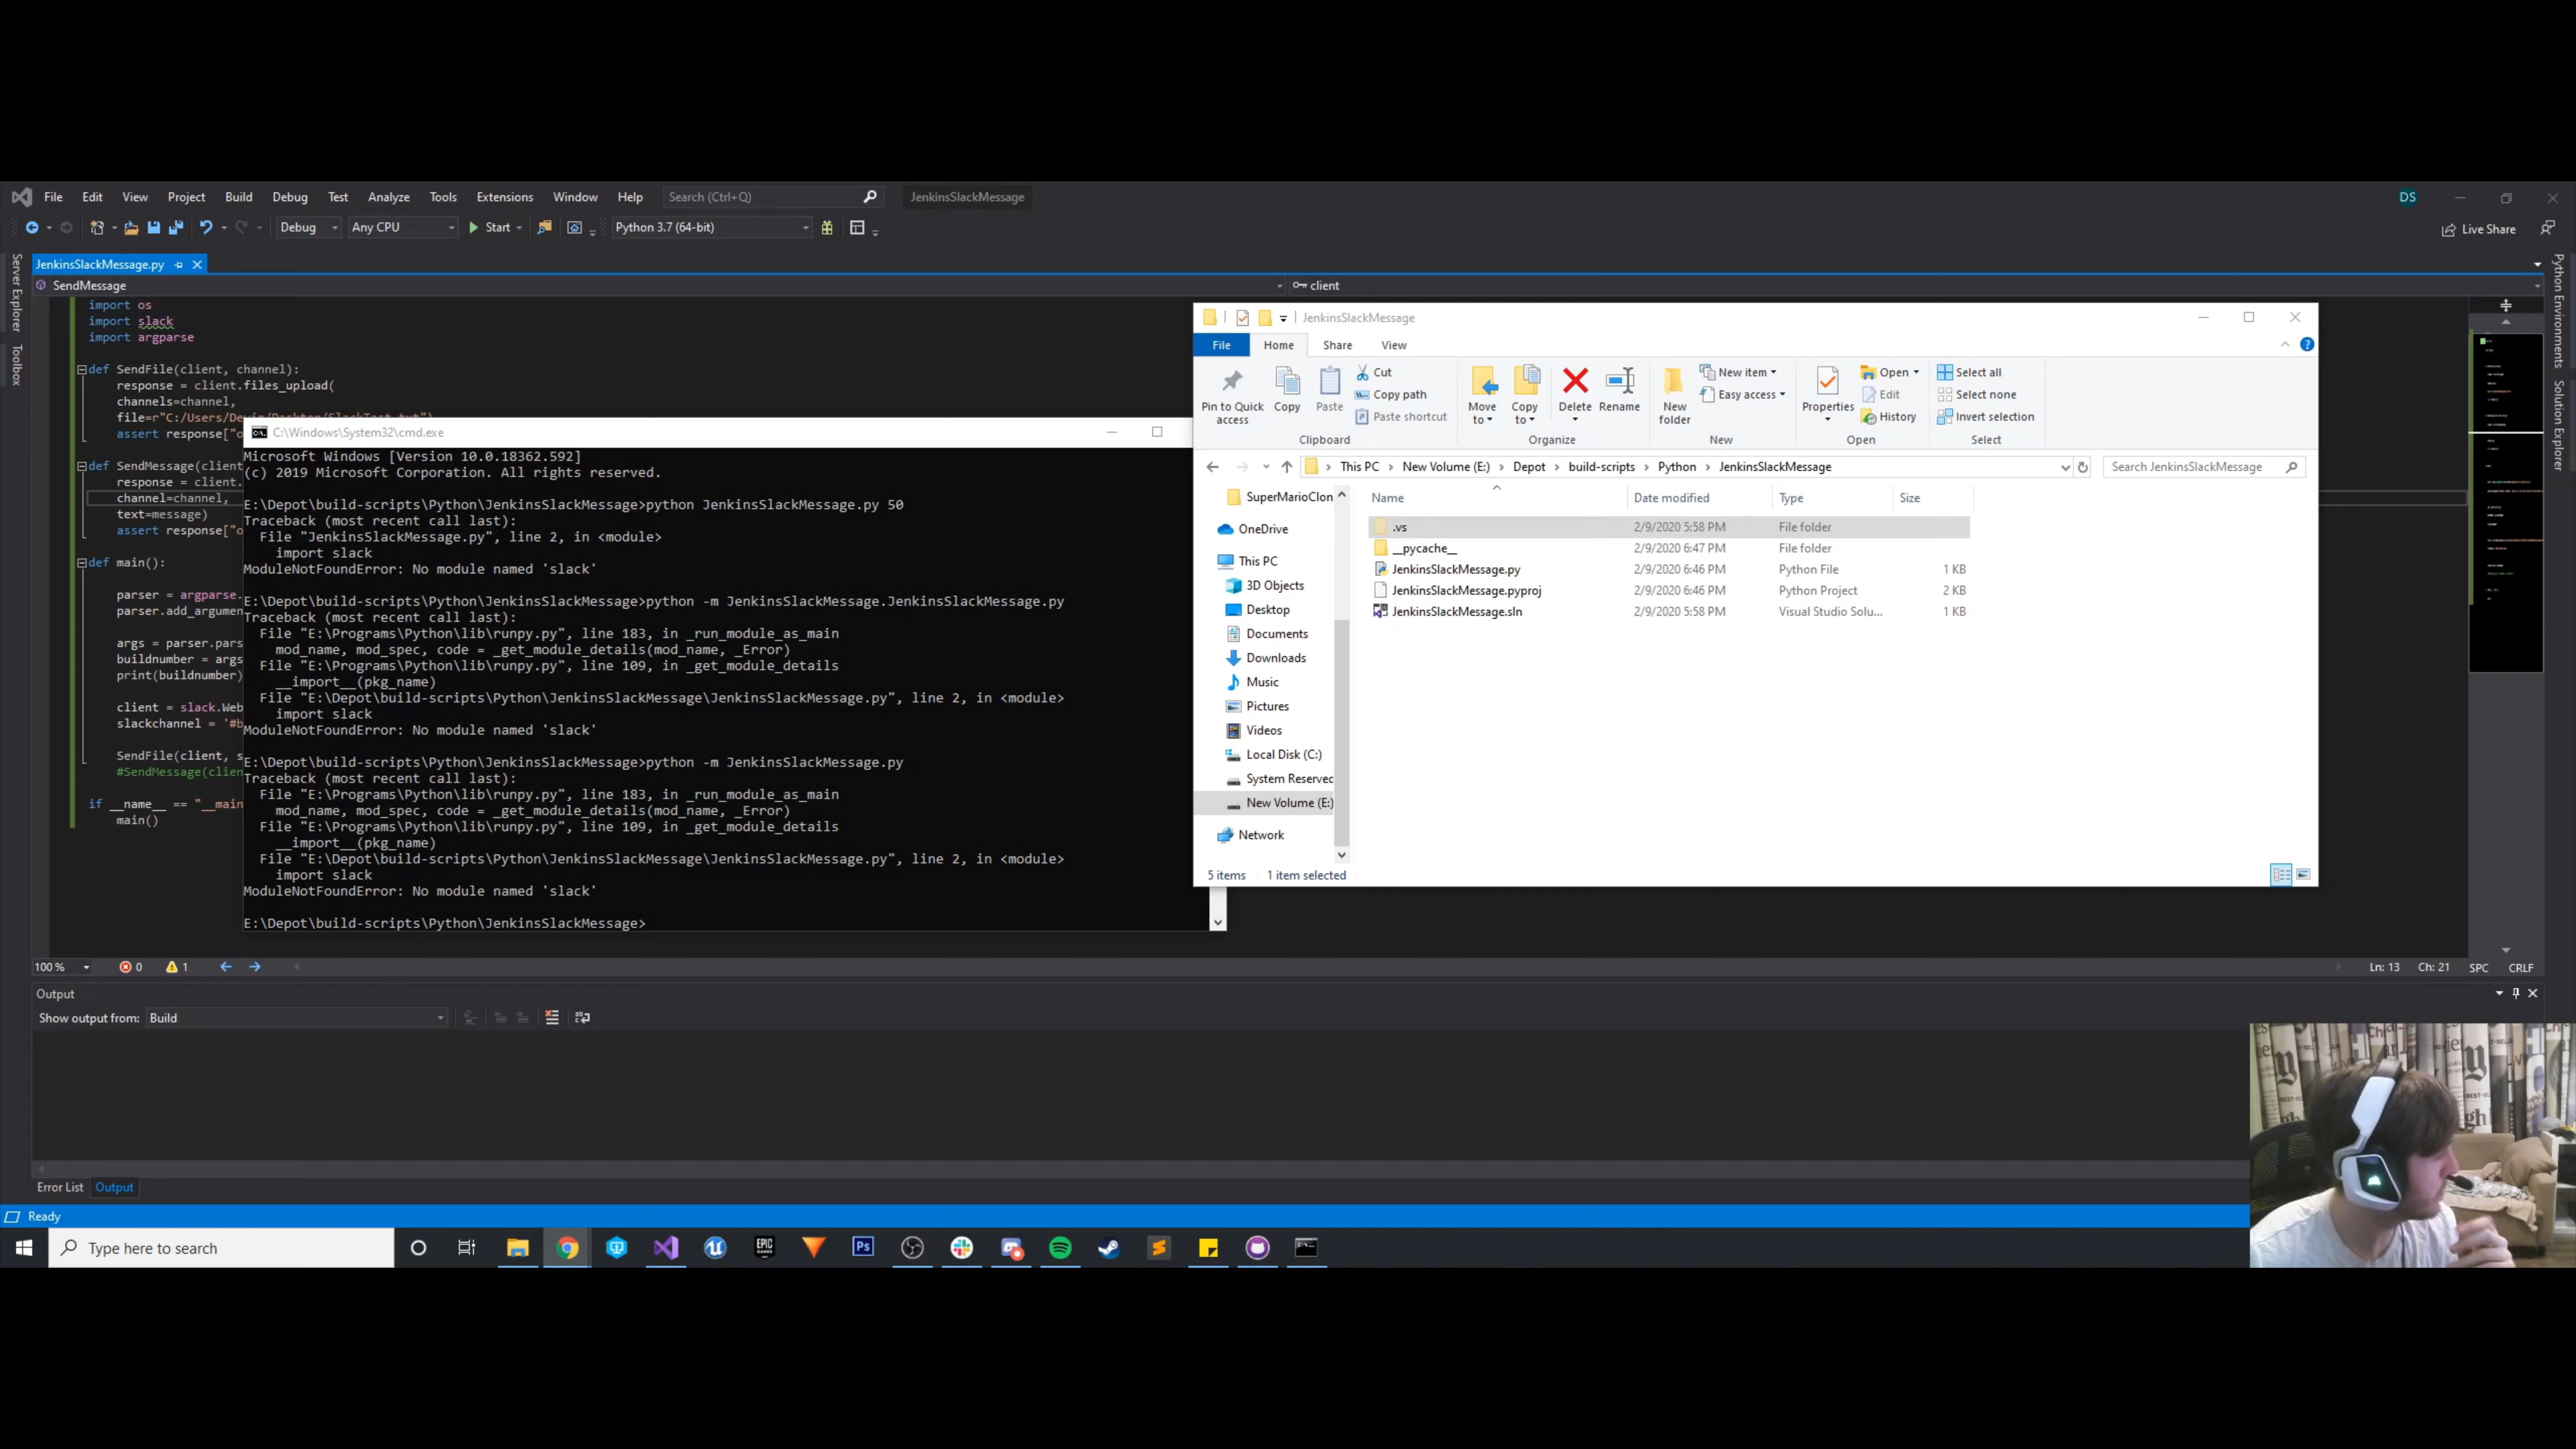 File Edit View Project Build Debug Test Analyze Tools Extensions Window Help Search (Ctrl+Q) JenkinsSlackMessage DS
Debug Any CPU Start Python 3.7 (64-bit) Live Share
Server Explorer
Toolbox
JenkinsSlackMessage.py
SendMessage client
import os
import slack
import argparse
def SendFile(client, channel):
response = client.files_upload(
channels=channel,
file=r"C:/Users/Devin/Desktop/SlackTest.txt")
assert response["o
def SendMessage(client
response = client.
channel=channel,
text=message)
assert response["o
def main():
parser = argparse.
parser.add_argumen
args = parser.pars
buildnumber = args
print(buildnumber)
client = slack.Web
slackchannel = '#b
SendFile(client, s
#SendMessage(clien
if __name__ == "__main
main()
C:\Windows\System32\cmd.exe
Microsoft Windows [Version 10.0.18362.592]
(c) 2019 Microsoft Corporation. All rights reserved.
E:\Depot\build-scripts\Python\JenkinsSlackMessage>python JenkinsSlackMessage.py 50
Traceback (most recent call last):
File "JenkinsSlackMessage.py", line 2, in <module>
import slack
ModuleNotFoundError: No module named 'slack'
E:\Depot\build-scripts\Python\JenkinsSlackMessage>python -m JenkinsSlackMessage.JenkinsSlackMessage.py
Traceback (most recent call last):
File "E:\Programs\Python\lib\runpy.py", line 183, in _run_module_as_main
mod_name, mod_spec, code = _get_module_details(mod_name, _Error)
File "E:\Programs\Python\lib\runpy.py", line 109, in _get_module_details
__import__(pkg_name)
File "E:\Depot\build-scripts\Python\JenkinsSlackMessage\JenkinsSlackMessage.py", line 2, in <module>
import slack
ModuleNotFoundError: No module named 'slack'
E:\Depot\build-scripts\Python\JenkinsSlackMessage>python -m JenkinsSlackMessage.py
Traceback (most recent call last):
File "E:\Programs\Python\lib\runpy.py", line 183, in _run_module_as_main
mod_name, mod_spec, code = _get_module_details(mod_name, _Error)
File "E:\Programs\Python\lib\runpy.py", line 109, in _get_module_details
__import__(pkg_name)
File "E:\Depot\build-scripts\Python\JenkinsSlackMessage\JenkinsSlackMessage.py", line 2, in <module>
import slack
ModuleNotFoundError: No module named 'slack'
E:\Depot\build-scripts\Python\JenkinsSlackMessage>
JenkinsSlackMessage
File Home Share View
Pin to Quick access
Copy
Paste
Cut
Copy path
Paste shortcut
Move to
Copy to
Delete
Rename
New folder
New item
Easy access
Properties
Open
Edit
History
Select all
Select none
Invert selection
Clipboard Organize New Open Select
This PC New Volume (E:) Depot build-scripts Python JenkinsSlackMessage Search JenkinsSlackMessage
Name Date modified Type Size
.vs 2/9/2020 5:58 PM File folder
__pycache__ 2/9/2020 6:47 PM File folder
JenkinsSlackMessage.py 2/9/2020 6:46 PM Python File 1 KB
JenkinsSlackMessage.pyproj 2/9/2020 6:46 PM Python Project 2 KB
JenkinsSlackMessage.sln 2/9/2020 5:58 PM Visual Studio Solu... 1 KB
SuperMarioClon
OneDrive
This PC
3D Objects
Desktop
Documents
Downloads
Music
Pictures
Videos
Local Disk (C:)
System Reserved
New Volume (E:)
Network
5 items 1 item selected
Python Environments
Solution Explorer
100 % 0 1 Ln: 13 Ch: 21 SPC CRLF
Output
Show output from: Build
Error List Output
Ready
Type here to search
EPIC GAMES
Ps